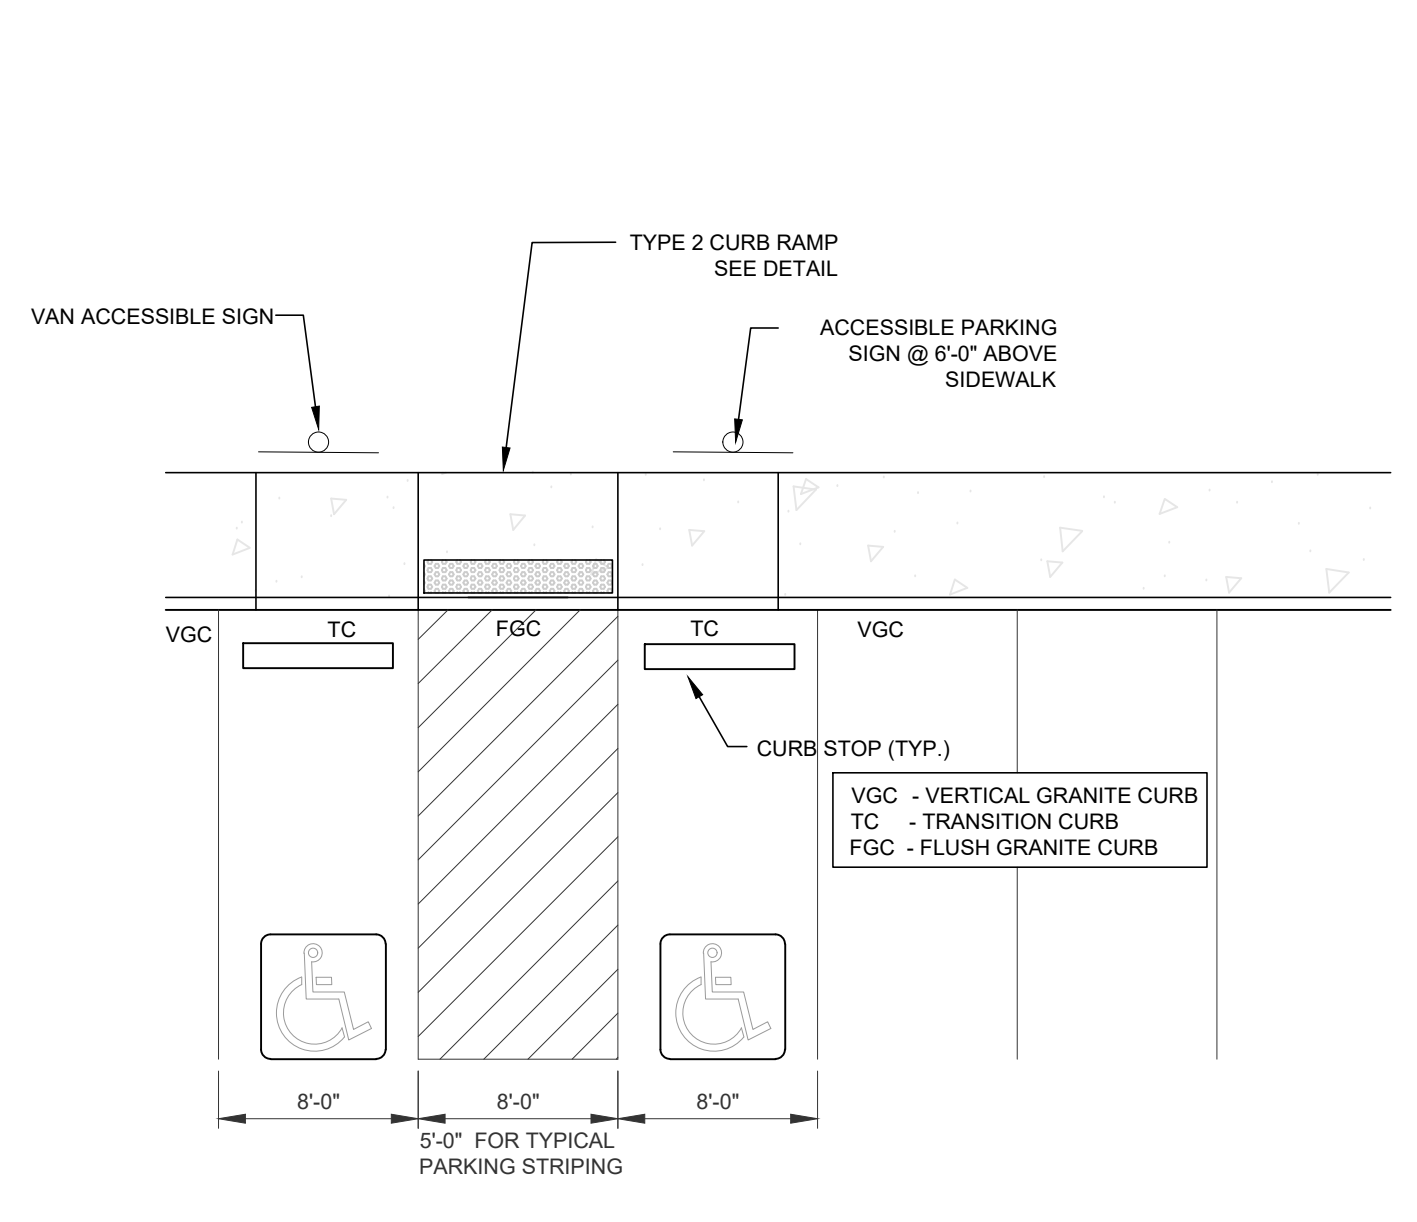 TYPE 2 CURB RAMP
SEE DETAIL
VAN ACCESSIBLE SIGN
ACCESSIBLE PARKING
SIGN @ 6'-0" ABOVE
SIDEWALK
VGC
TC
FGC
TC
VGC
CURB STOP (TYP.)
VGC - VERTICAL GRANITE CURB
TC - TRANSITION CURB
FGC - FLUSH GRANITE CURB
8'-0"
8'-0"
8'-0"
5'-0" FOR TYPICAL
PARKING STRIPING